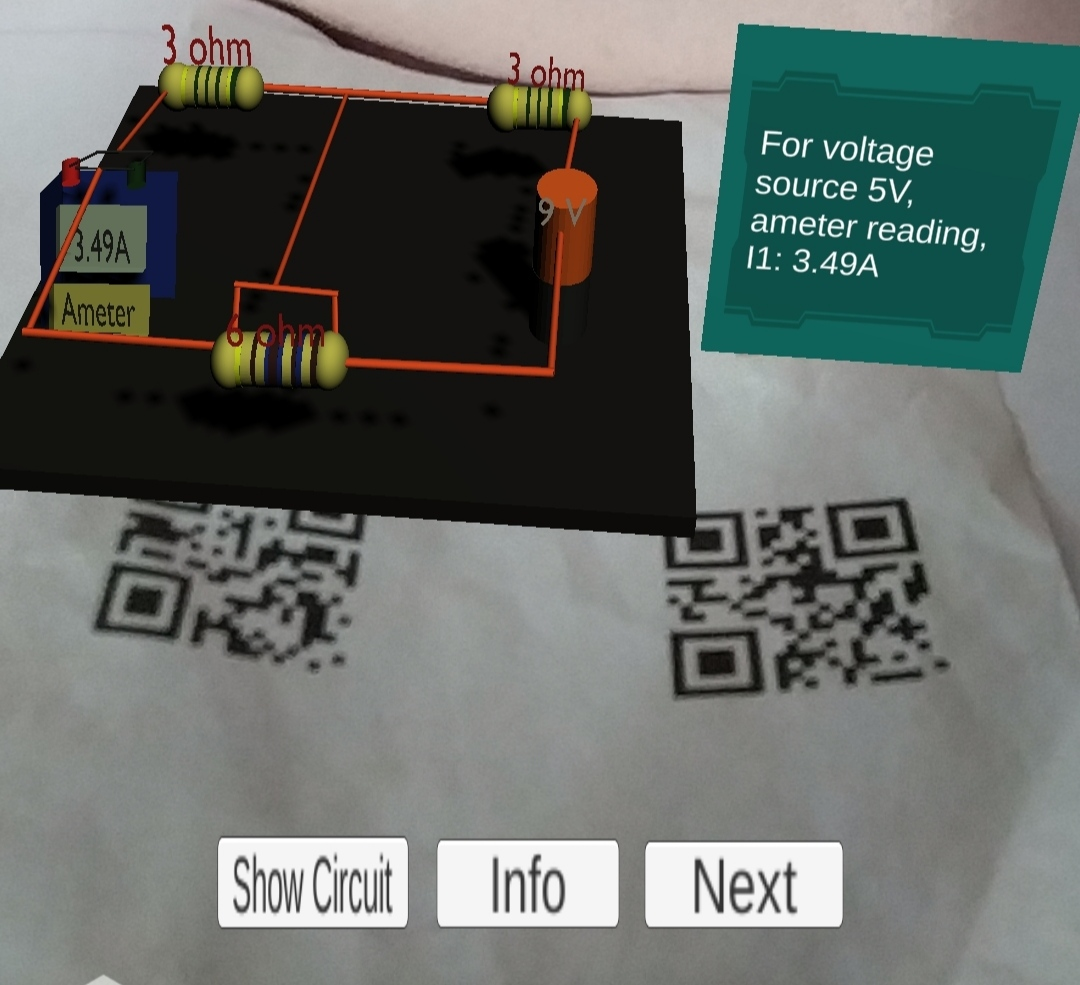 3 ohm
3 ohm
9 V
3.49A
Ameter
6 ohm
For voltage
source 5V,
ameter reading,
I1: 3.49A
Show Circuit
Info
Next